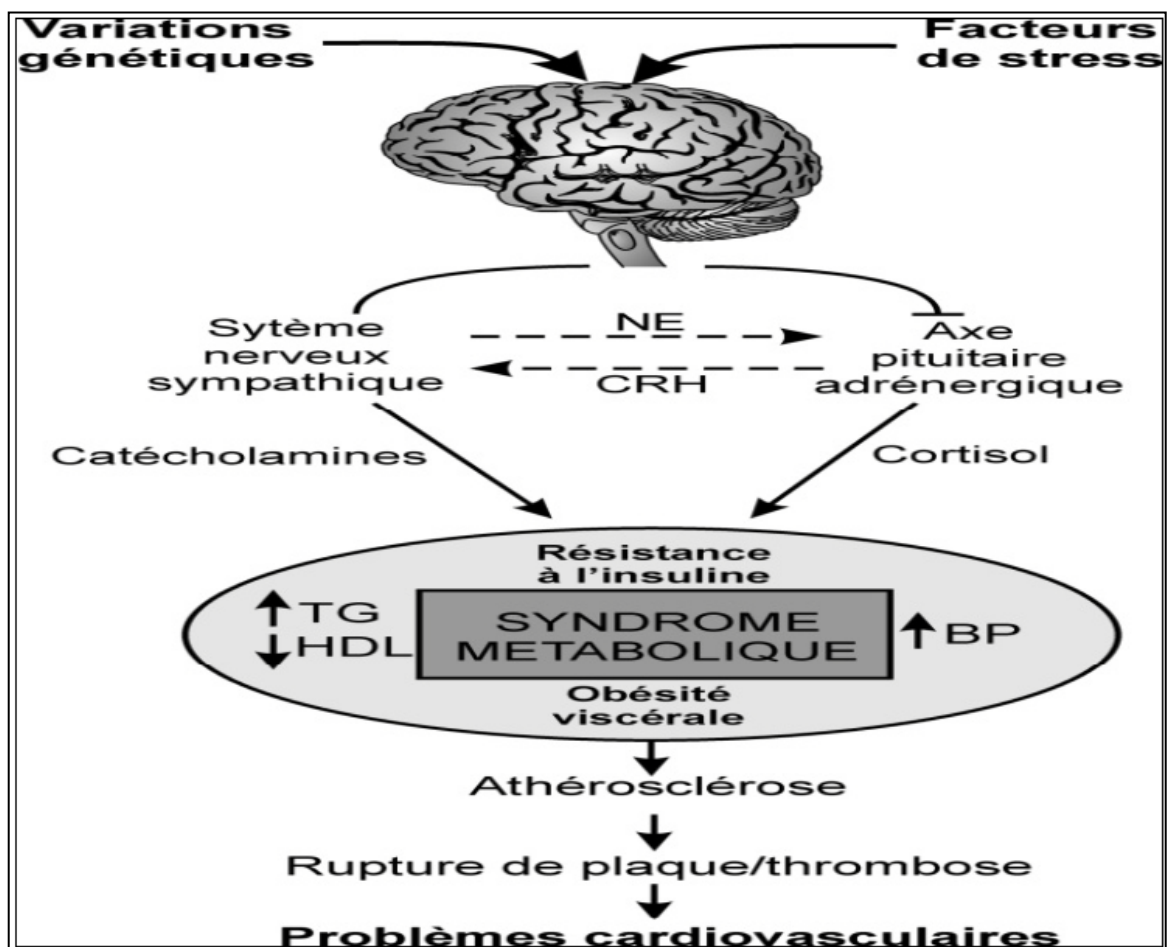 Variations
génétiques
Facteurs
de stress
Sytème
nerveux
sympathique
NE
CRH
Axe
pituitaire
adrénergique
Catécholamines
Cortisol
Résistance
à l'insuline
TG
HDL
SYNDROME
METABOLIQUE
BP
Obésité
viscérale
Athérosclérose
Rupture de plaque/thrombose
Problèmes cardiovasculaires